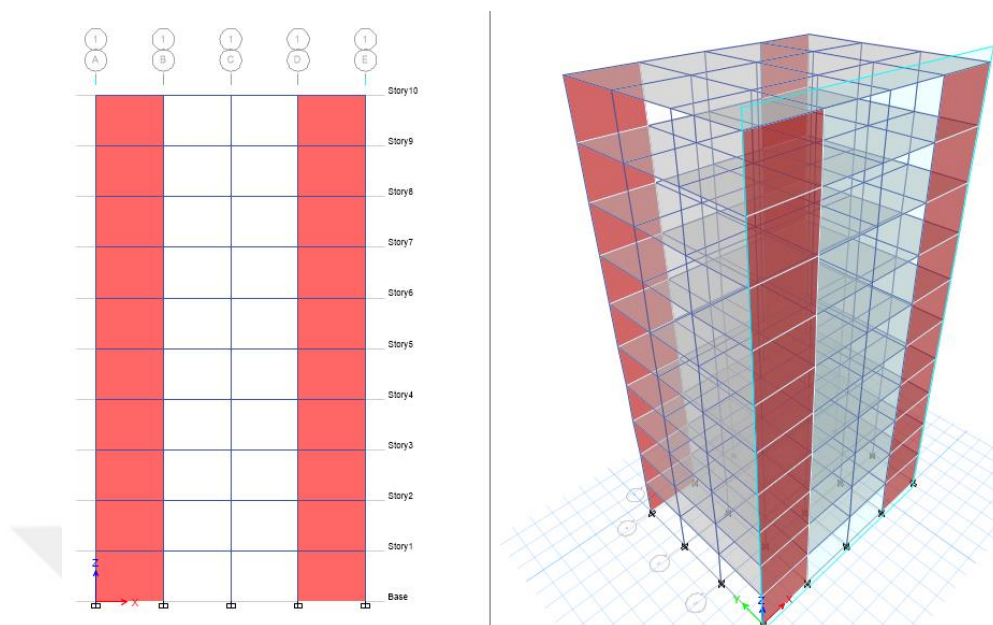 1 1 1 1 1
A B C D E
Story10
Story9
Story8
Story7
Story6
Story5
Story4
Story3
Story2
Story1
Z
Base
X
Y Z X